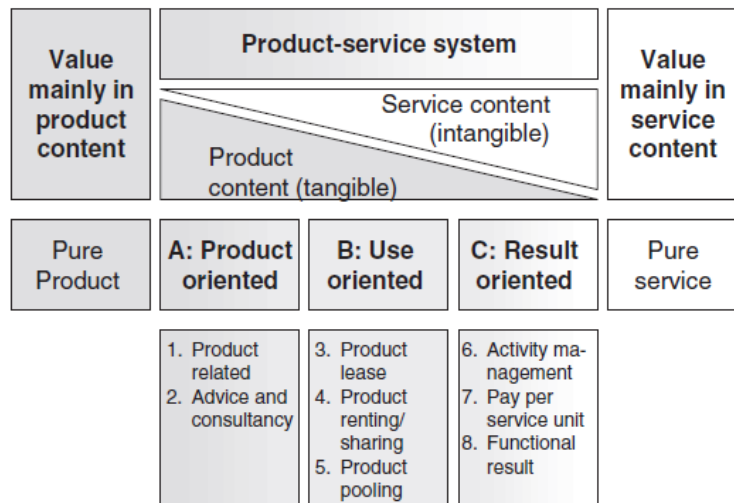 Value
mainly in
product
content
Product-service system
Service content
(intangible)
Product
content (tangible)
Value
mainly in
service
content
Pure
Product
A: Product
oriented
B: Use
oriented
C: Result
oriented
Pure
service
1. Product
related
2. Advice and
consultancy
3. Product
lease
4. Product
renting/
sharing
5. Product
pooling
6. Activity ma-
nagement
7. Pay per
service unit
8. Functional
result